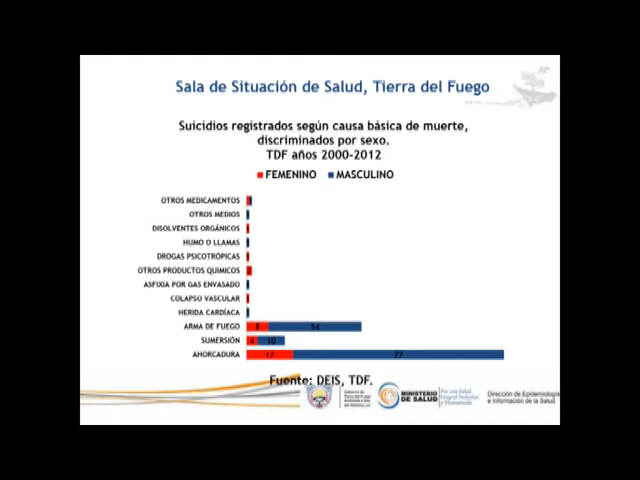 Sala de Situación de Salud, Tierra del Fuego
Suicidios registrados según causa básica de muerte,
discriminados por sexo.
TDF años 2000-2012
FEMENINO MASCULINO
OTROS MEDICAMENTOS
OTROS MEDIOS
DISOLVENTES ORGÁNICOS
HUMO O LLAMAS
DROGAS PSICOTRÓPICAS
OTROS PRODUCTOS QUIMICOS
ASFIXIA POR GAS ENVASADO
COLAPSO VASCULAR
HERIDA CARDÍACA
ARMA DE FUEGO 8 34
SUMERSIÓN 4 10
AHORCADURA 17 77
Fuente: DEIS, TDF.
MINISTERIO
DE SALUD
Dirección de Epidemiología
e Información de la Salud